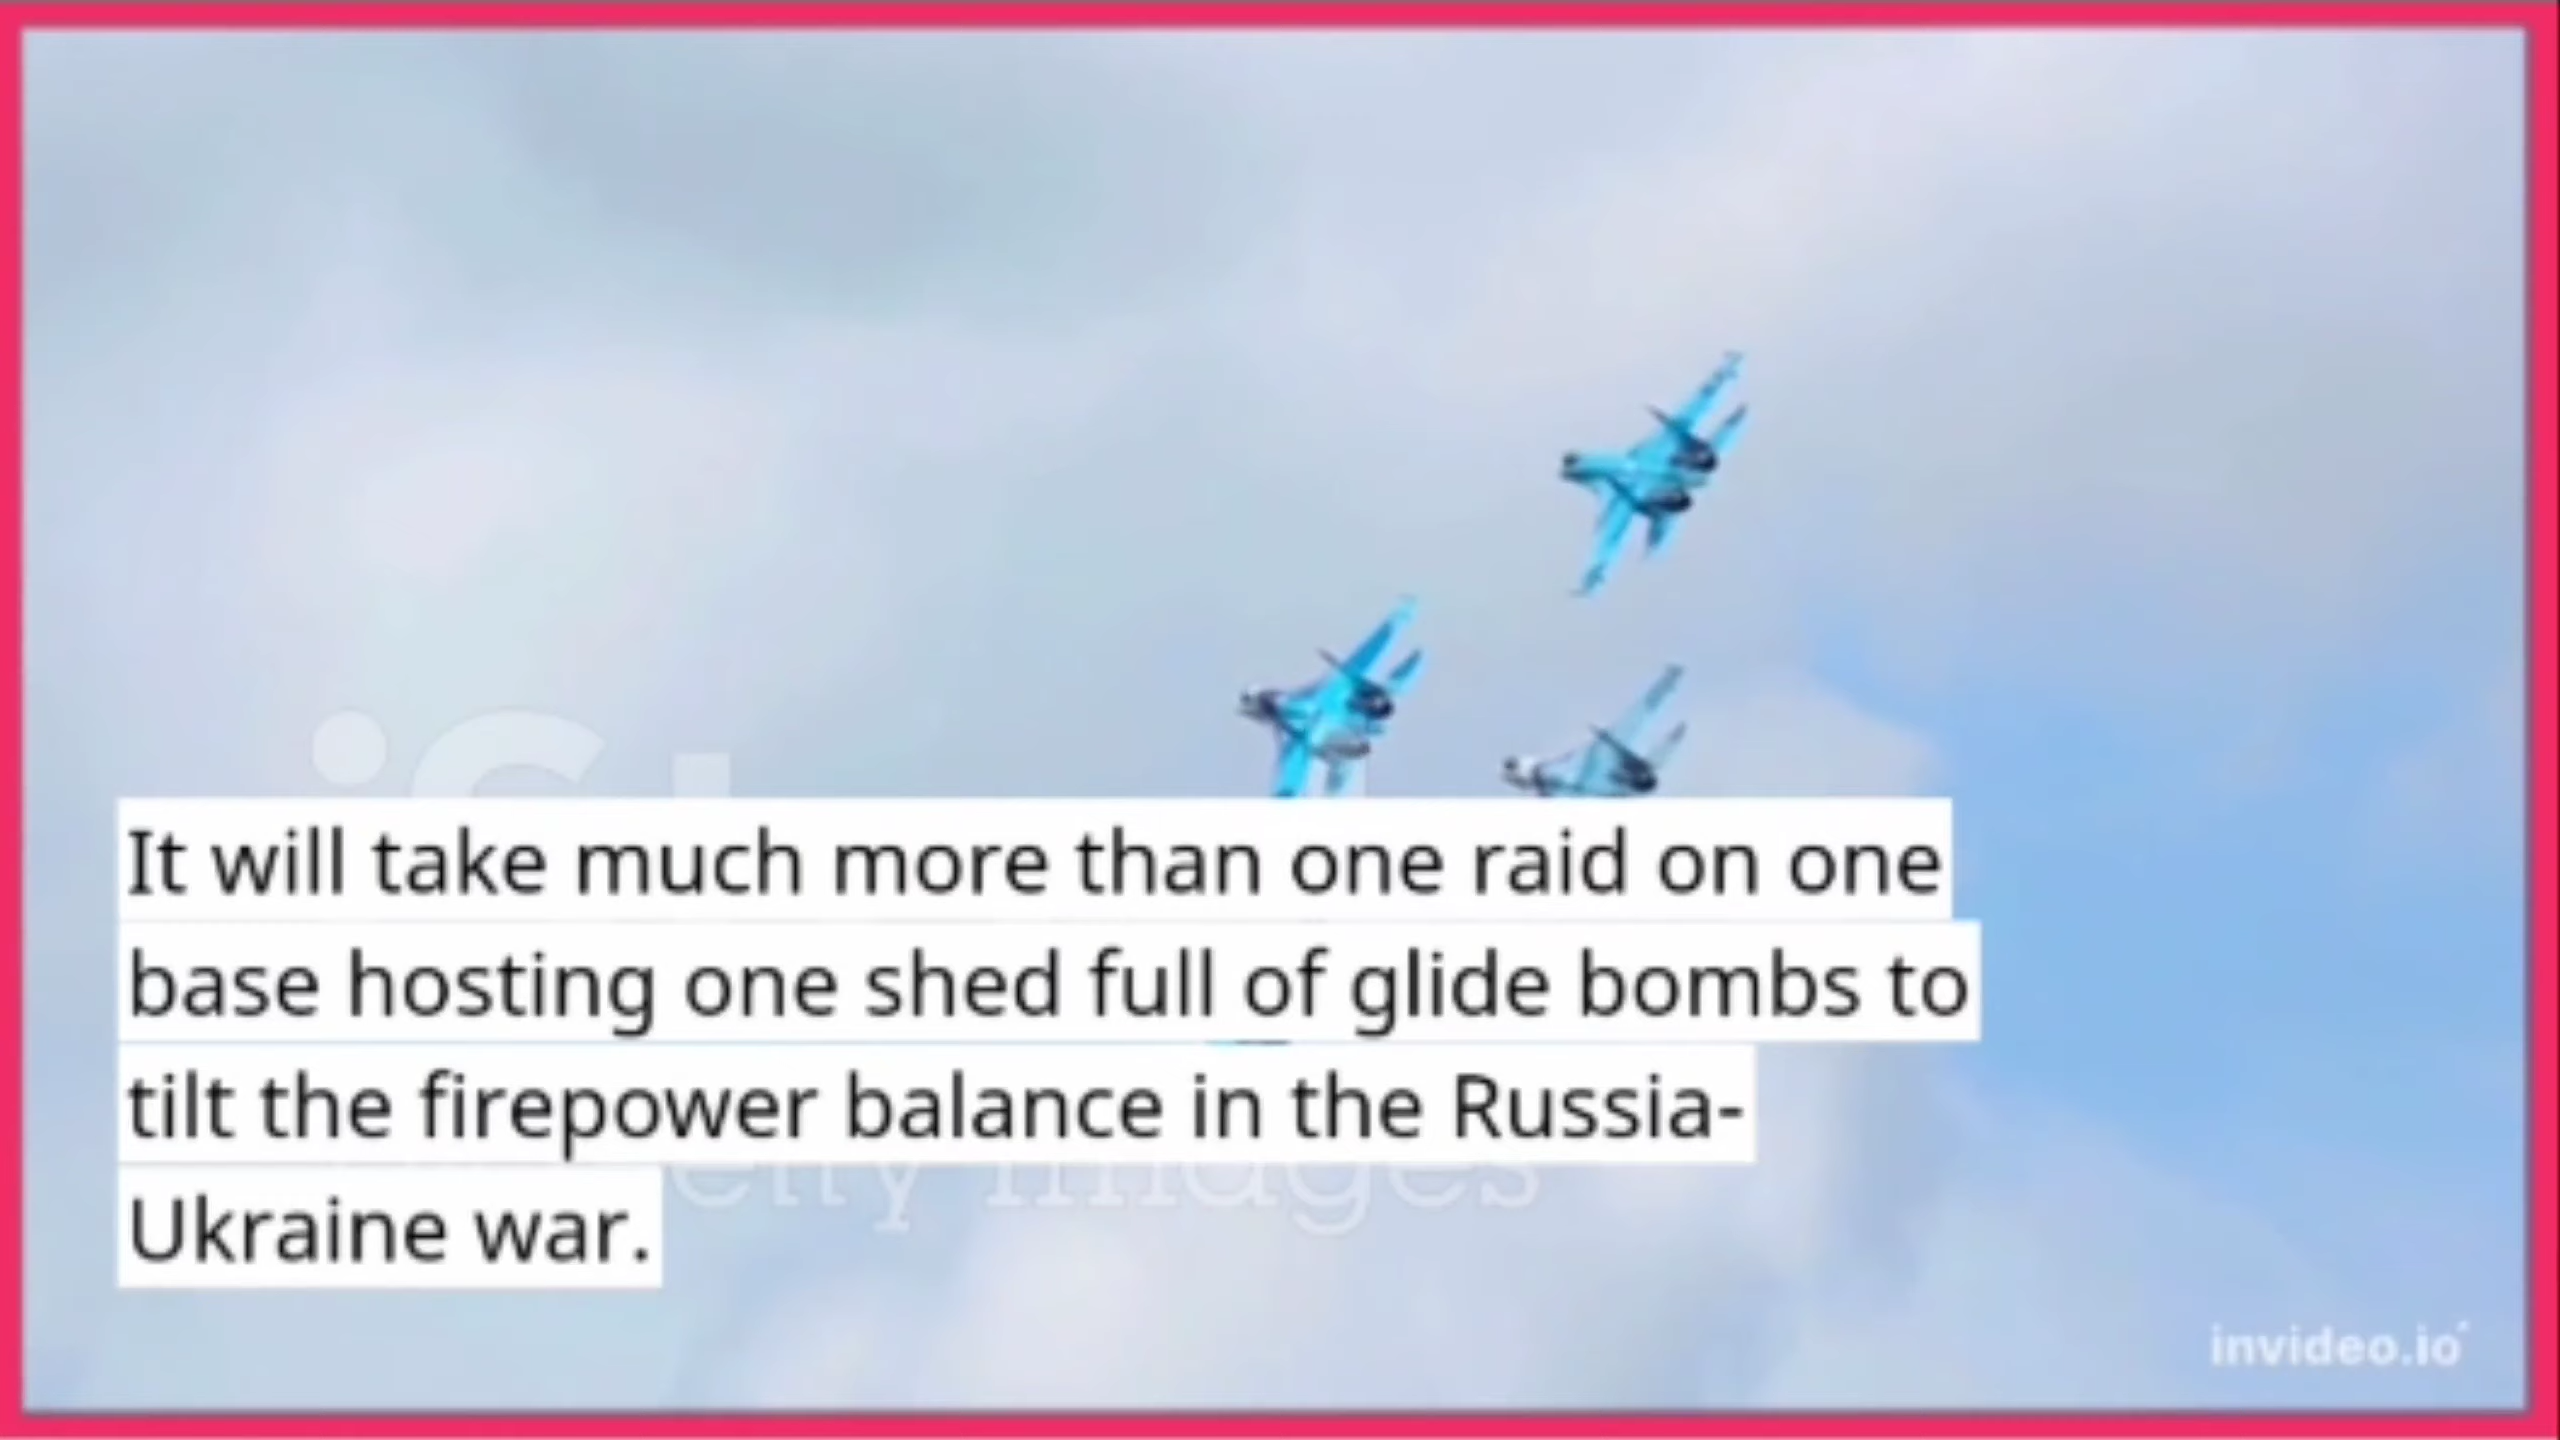 It will take much more than one raid on one
base hosting one shed full of glide bombs to
tilt the firepower balance in the Russia-
Ukraine war.
images
invideo.io